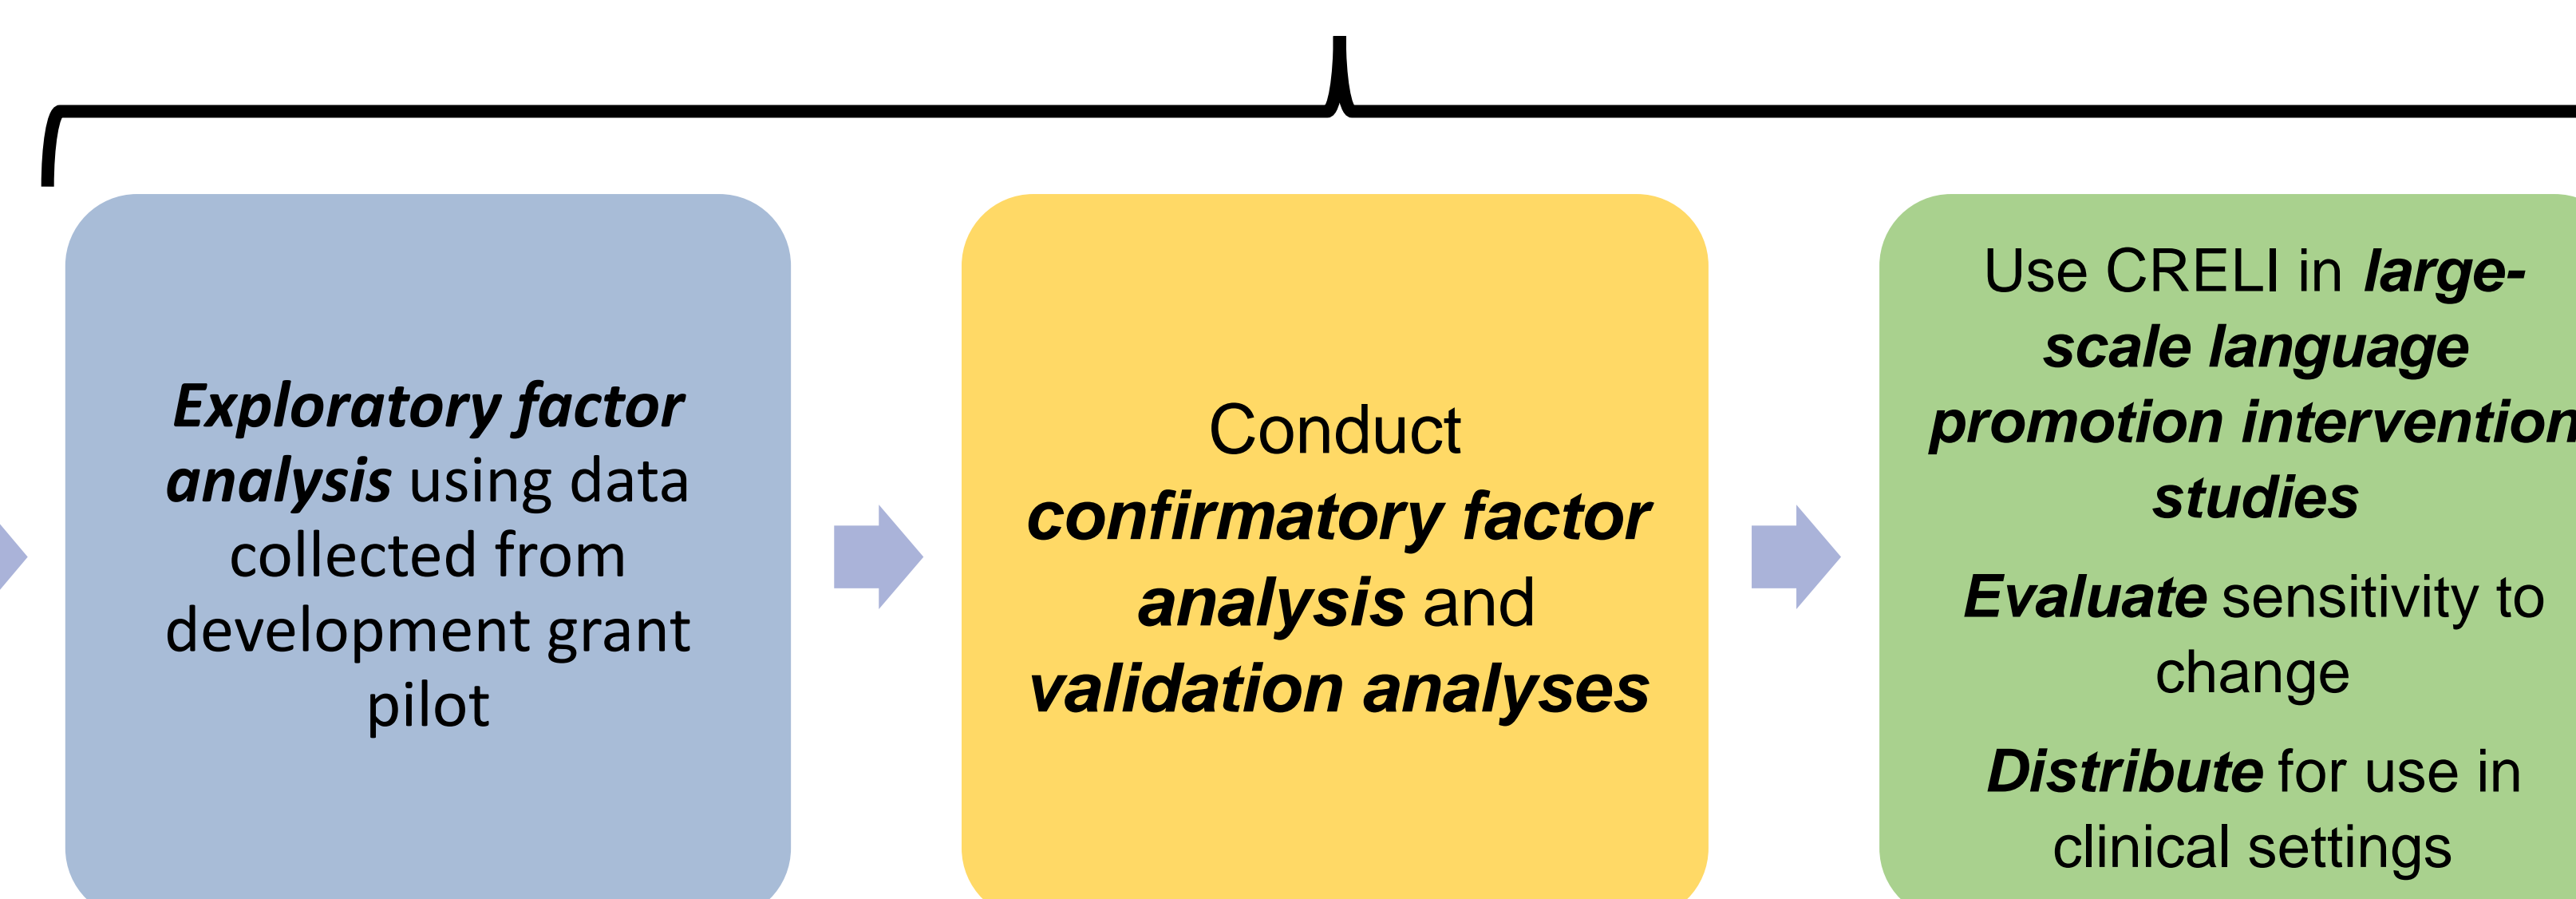 Exploratory factor
analysis using data
collected from
development grant
pilot
Conduct
confirmatory factor
analysis and
validation analyses
Use CRELI in large-
scale language
promotion intervention
studies
Evaluate sensitivity to
change
Distribute for use in
clinical settings